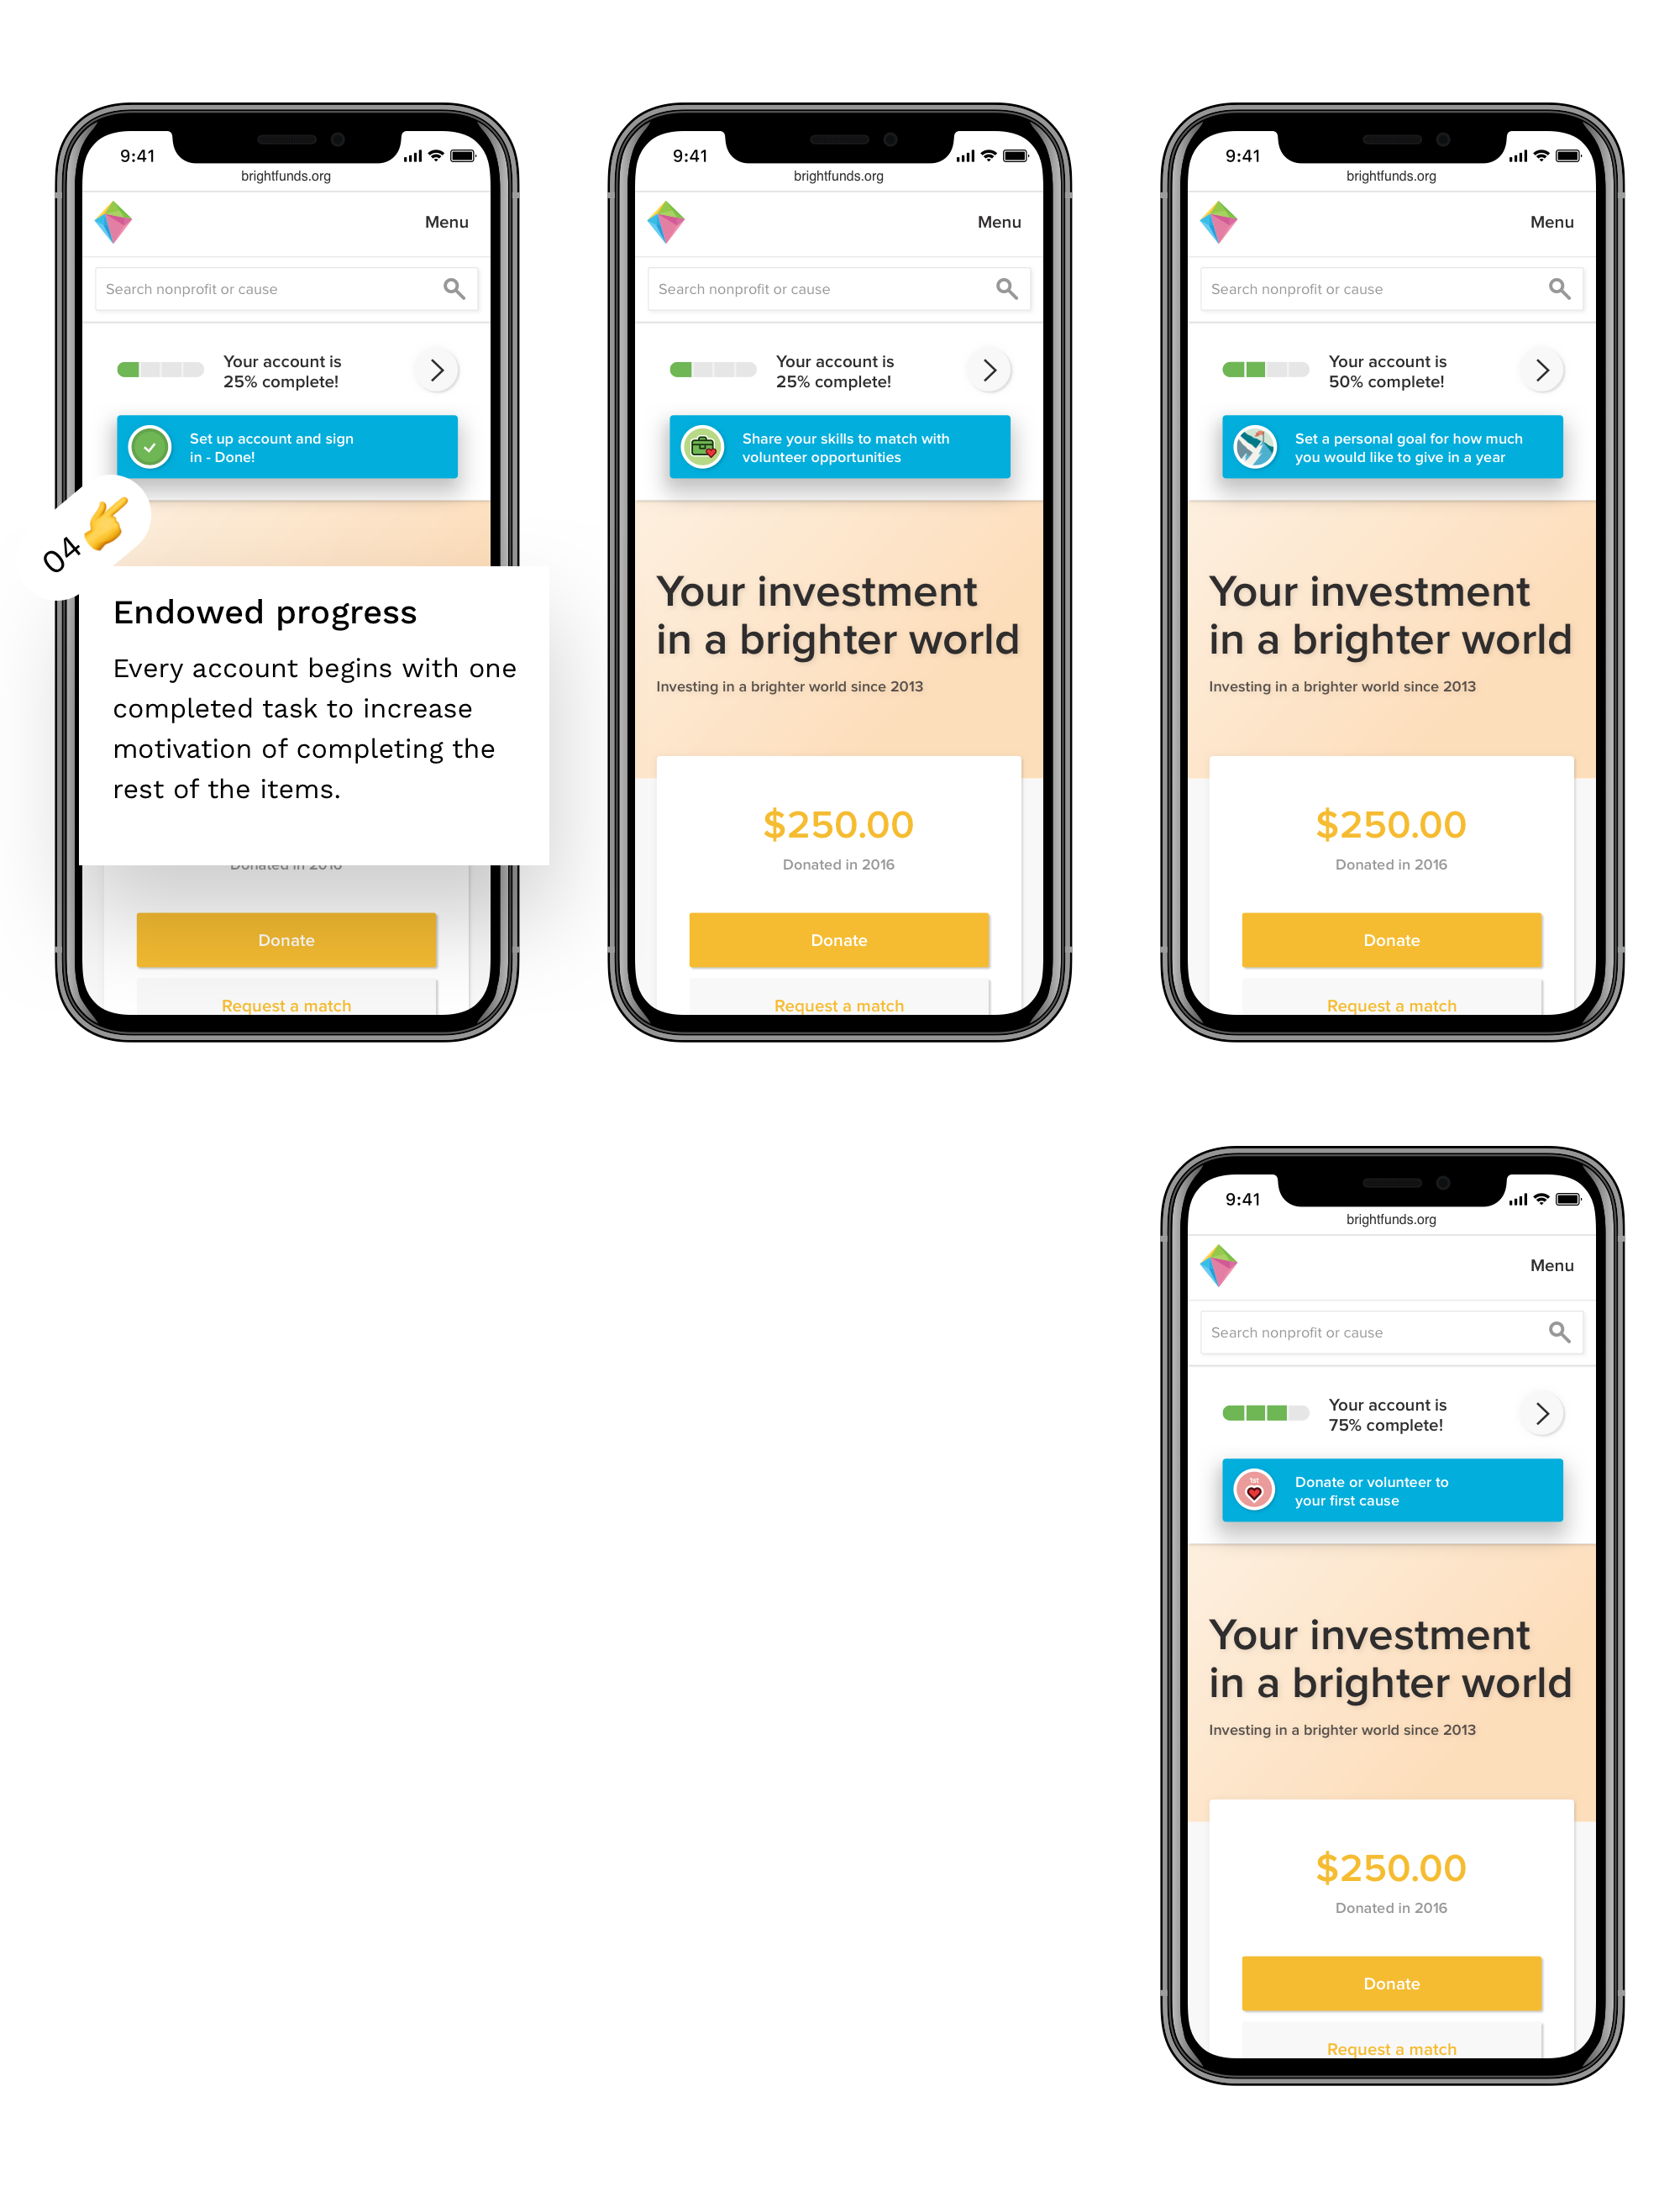 9:41
brightfunds.org
Menu
Search nonprofit or cause
Your account is
25% complete!
Set up account and sign
in - Done!
04
Endowed progress
Every account begins with one
completed task to increase
motivation of completing the
rest of the items.
Donated in 2016
Donate
Request a match
9:41
brightfunds.org
Menu
Search nonprofit or cause
Your account is
25% complete!
Share your skills to match with
volunteer opportunities
Your investment
in a brighter world
Investing in a brighter world since 2013
$250.00
Donated in 2016
Donate
Request a match
9:41
brightfunds.org
Menu
Search nonprofit or cause
Your account is
50% complete!
Set a personal goal for how much
you would like to give in a year
Your investment
in a brighter world
Investing in a brighter world since 2013
$250.00
Donated in 2016
Donate
Request a match
9:41
brightfunds.org
Menu
Search nonprofit or cause
Your account is
75% complete!
1st
Donate or volunteer to
your first cause
Your investment
in a brighter world
Investing in a brighter world since 2013
$250.00
Donated in 2016
Donate
Request a match